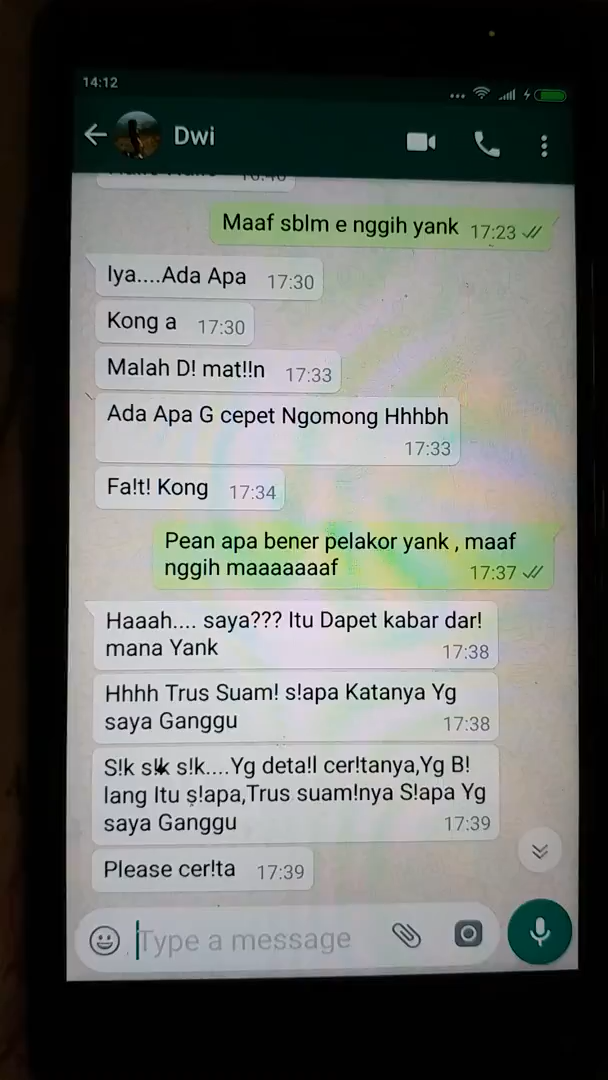 14:12
Dwi
Maaf sblm e nggih yank 17:23
Iya....Ada Apa 17:30
Kong a 17:30
Malah D! mat!!n 17:33
Ada Apa G cepet Ngomong Hhhbh
17:33
Fa!t! Kong 17:34
Pean apa bener pelakor yank , maaf
nggih maaaaaaaf 17:37
Haaah.... saya??? Itu Dapet kabar dar!
mana Yank 17:38
Hhhh Trus Suam! s!apa Katanya Yg
saya Ganggu 17:38
S!k s!k s!k....Yg deta!l cer!tanya,Yg B!
lang Itu s!apa,Trus suam!nya S!apa Yg
saya Ganggu 17:39
Please cer!ta 17:39
Type a message